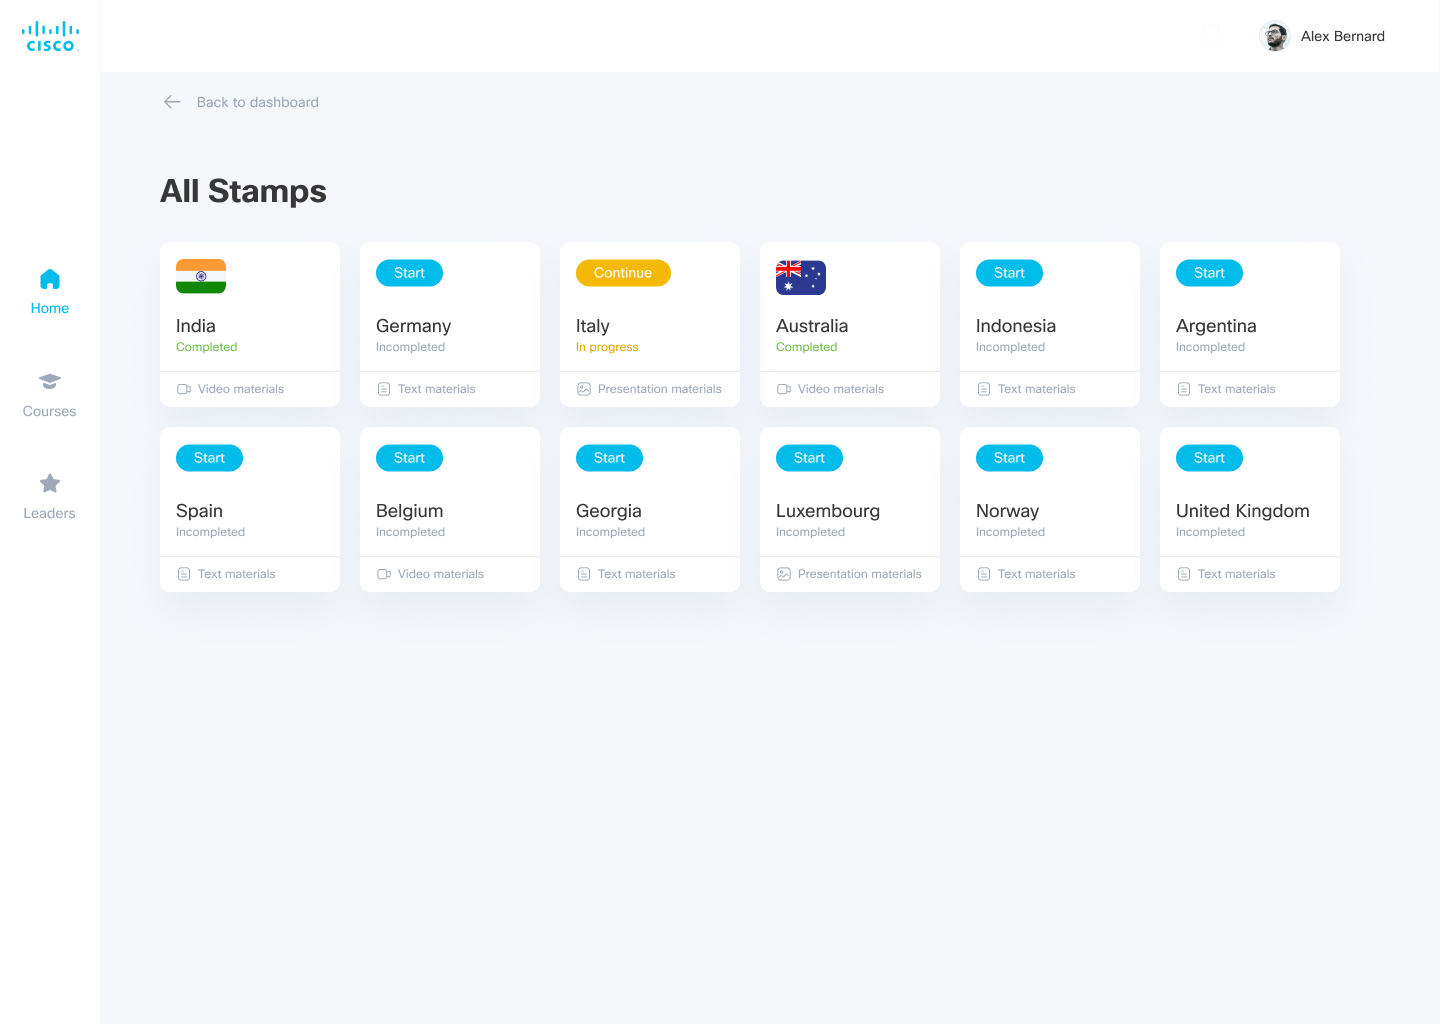 CISCO
Alex Bernard
Back to dashboard
All Stamps
Home
Courses
Leaders
India
Completed
Video materials
Start
Germany
Incompleted
Text materials
Continue
Italy
In progress
Presentation materials
Australia
Completed
Video materials
Start
Indonesia
Incompleted
Text materials
Start
Argentina
Incompleted
Text materials
Start
Spain
Incompleted
Text materials
Start
Belgium
Incompleted
Video materials
Start
Georgia
Incompleted
Text materials
Start
Luxembourg
Incompleted
Presentation materials
Start
Norway
Incompleted
Text materials
Start
United Kingdom
Incompleted
Text materials